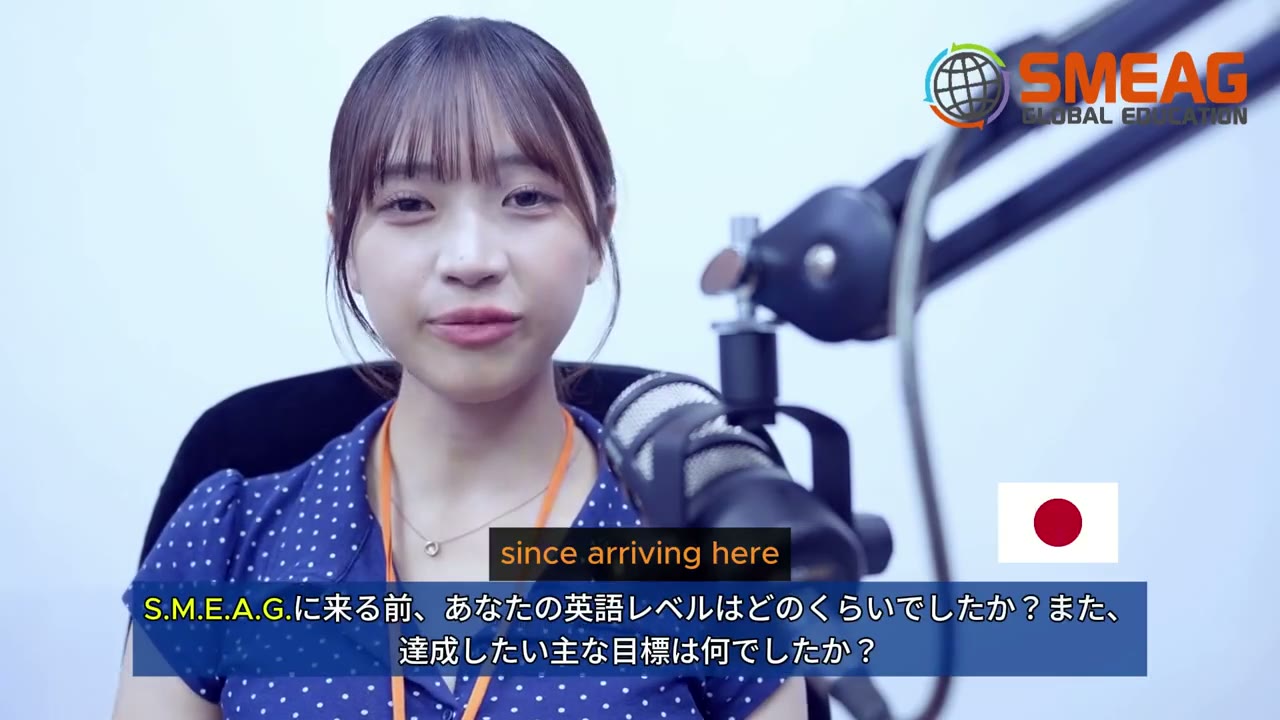 SMEAG
GLOBAL EDUCATION
since arriving here
S.M.E.A.G.に来る前、あなたの英語レベルはどのくらいでしたか？また、
達成したい主な目標は何でしたか？